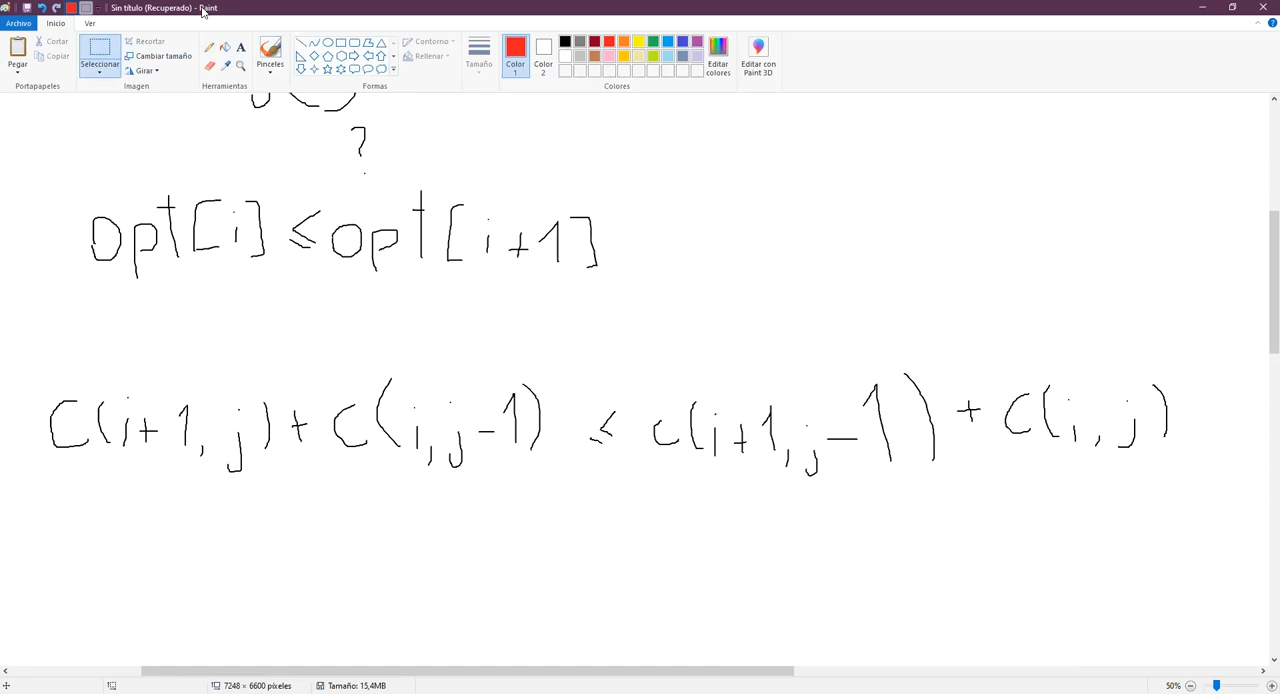 Sin título (Recuperado) - Paint
Archivo Inicio Ver
Pegar Cortar Copiar Seleccionar Recortar Cambiar tamaño Girar Pinceles Contorno Rellenar Tamaño Color 1 Color 2 Editar colores Editar con Paint 3D
Portapapeles Imagen Herramientas Formas Colores
?
Opt[i] ≤ Opt[i+1]
C(i+1, j) + C(i, j-1) ≤ C(i+1, j-1) + C(i, j)
7248 × 6600 píxeles Tamaño: 15,4MB 50%